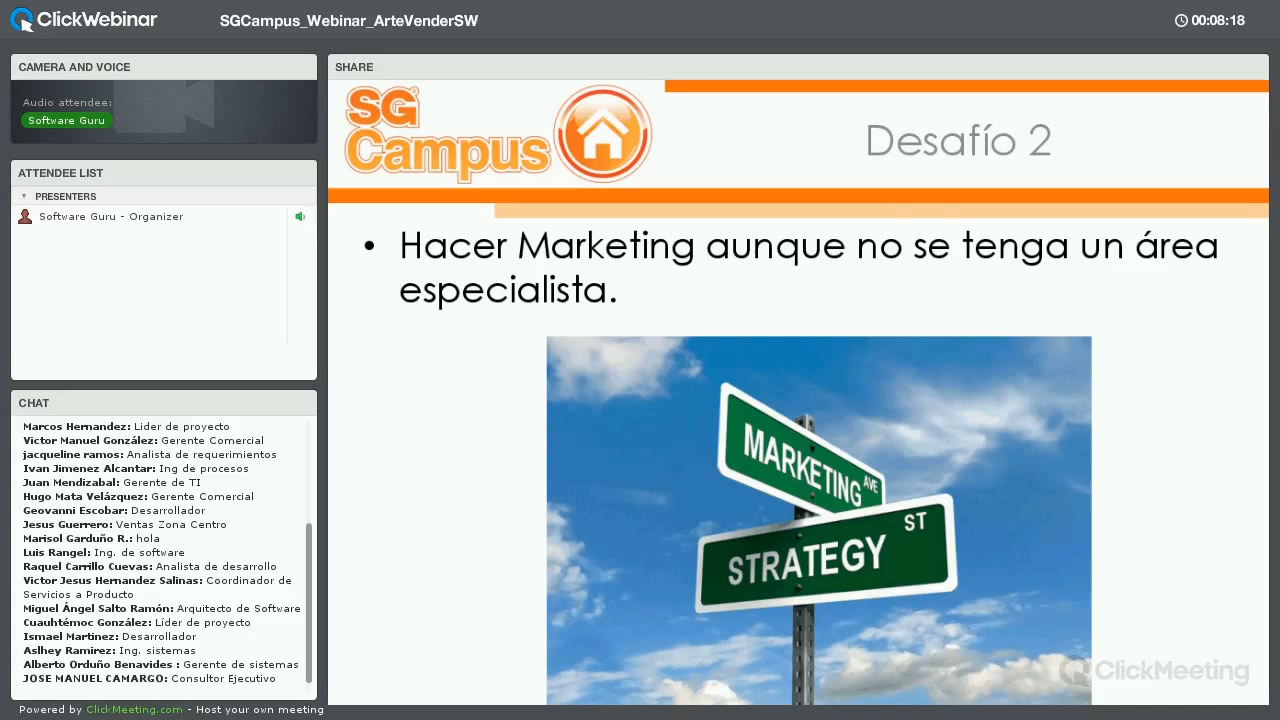 ClickWebinar
SGCampus_Webinar_ArteVenderSW
00:08:18
CAMERA AND VOICE
Audio attendee:
Software Guru
ATTENDEE LIST
PRESENTERS
Software Guru - Organizer
CHAT
Marcos Hernandez: Lider de proyecto
Victor Manuel González: Gerente Comercial
jacqueline ramos: Analista de requerimientos
Ivan Jimenez Alcantar: Ing de procesos
Juan Mendizabal: Gerente de TI
Hugo Mata Velázquez: Gerente Comercial
Geovanni Escobar: Desarrollador
Jesus Guerrero: Ventas Zona Centro
Marisol Garduño R.: hola
Luis Rangel: Ing. de software
Raquel Carrillo Cuevas: Analista de desarrollo
Victor Jesus Hernandez Salinas: Coordinador de
Servicios a Producto
Miguel Ángel Salto Ramón: Arquitecto de Software
Cuauhtémoc González: Líder de proyecto
Ismael Martinez: Desarrollador
Aslhey Ramirez: Ing. sistemas
Alberto Orduño Benavides : Gerente de sistemas
JOSE MANUEL CAMARGO: Consultor Ejecutivo
Powered by ClickMeeting.com - Host your own meeting
SHARE
SG
Campus
Desafío 2
• Hacer Marketing aunque no se tenga un área
especialista.
MARKETING AVE
STRATEGY ST
ClickMeeting